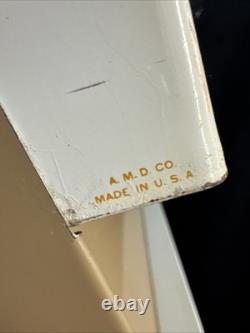 A. M. D. CO.
MADE IN U. S. A.
ebay